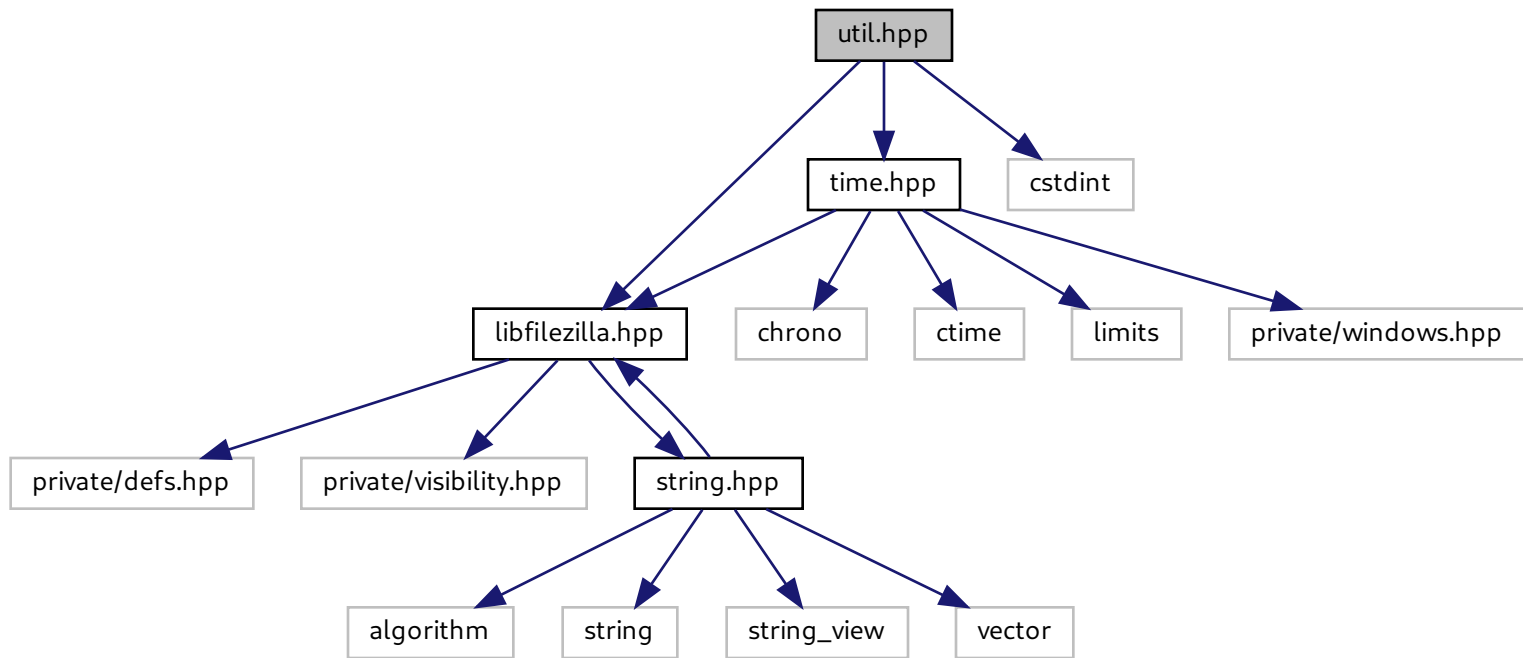 util.hpp
time.hpp
cstdint
libfilezilla.hpp
chrono
ctime
limits
private/windows.hpp
private/defs.hpp
private/visibility.hpp
string.hpp
algorithm
string
string_view
vector